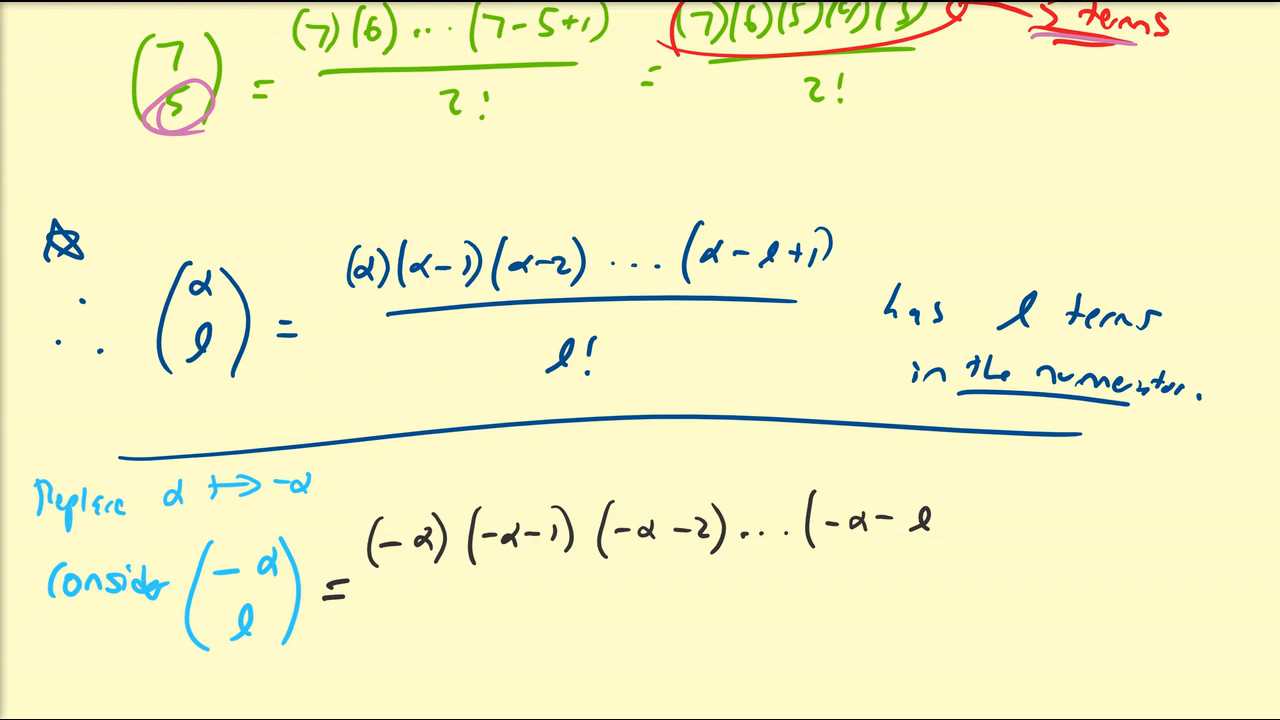 (7 5) = (7)(6) ... (7-5+1) / 2! = (7)(6)(5)(4)(3) / 2! 5 terms
☆
∴ (α ℓ) = (α)(α-1)(α-2) ... (α-ℓ+1) / ℓ! has ℓ terms
in the numerator.
Replace α ↦ -α
Consider (-α ℓ) = (-α)(-α-1)(-α-2)...(-α-ℓ